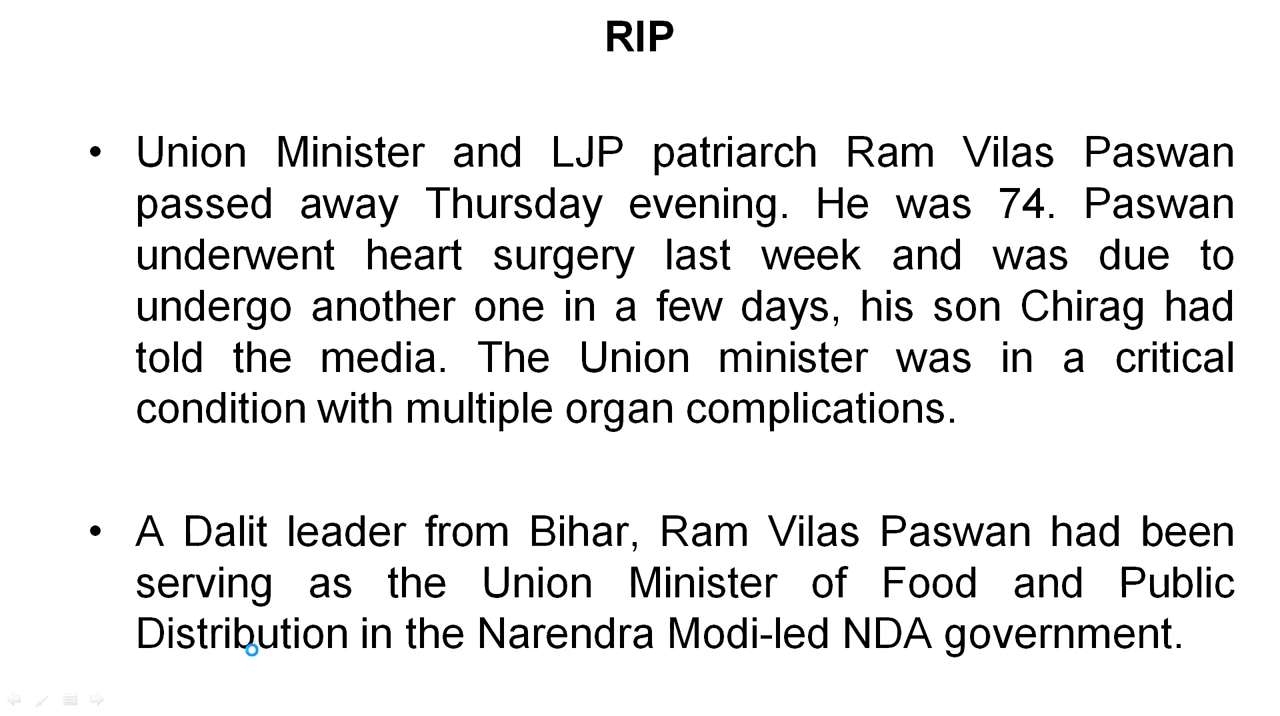 RIP
• Union Minister and LJP patriarch Ram Vilas Paswan
passed away Thursday evening. He was 74. Paswan
underwent heart surgery last week and was due to
undergo another one in a few days, his son Chirag had
told the media. The Union minister was in a critical
condition with multiple organ complications.
• A Dalit leader from Bihar, Ram Vilas Paswan had been
serving as the Union Minister of Food and Public
Distribution in the Narendra Modi-led NDA government.